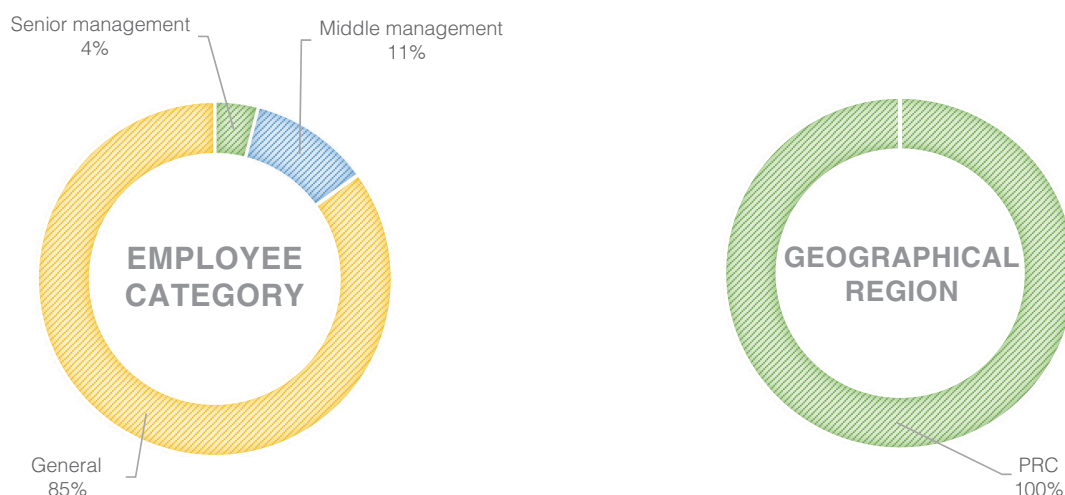 Senior management
4%
Middle management
11%
EMPLOYEE
CATEGORY
General
85%
GEOGRAPHICAL
REGION
PRC
100%